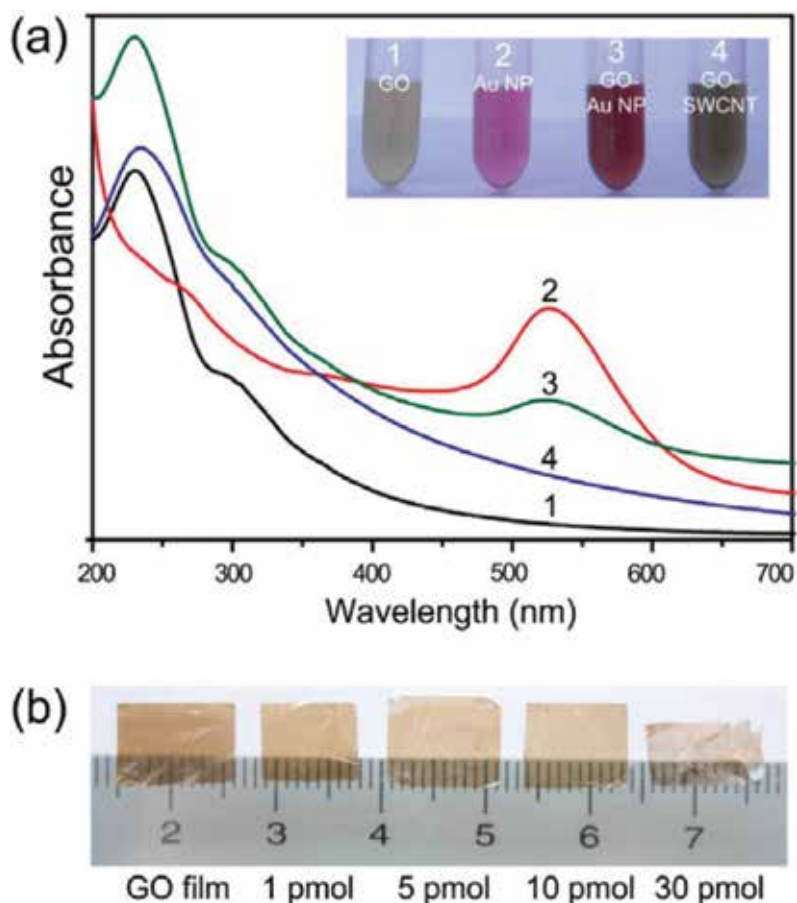 (a)
1 2 3 4
GO Au NP GO- GO-
Au NP SWCNT
Absorbance
2
3
4
1
200 300 400 500 600 700
Wavelength (nm)
(b)
2 3 4 5 6 7
GO film 1 pmol 5 pmol 10 pmol 30 pmol